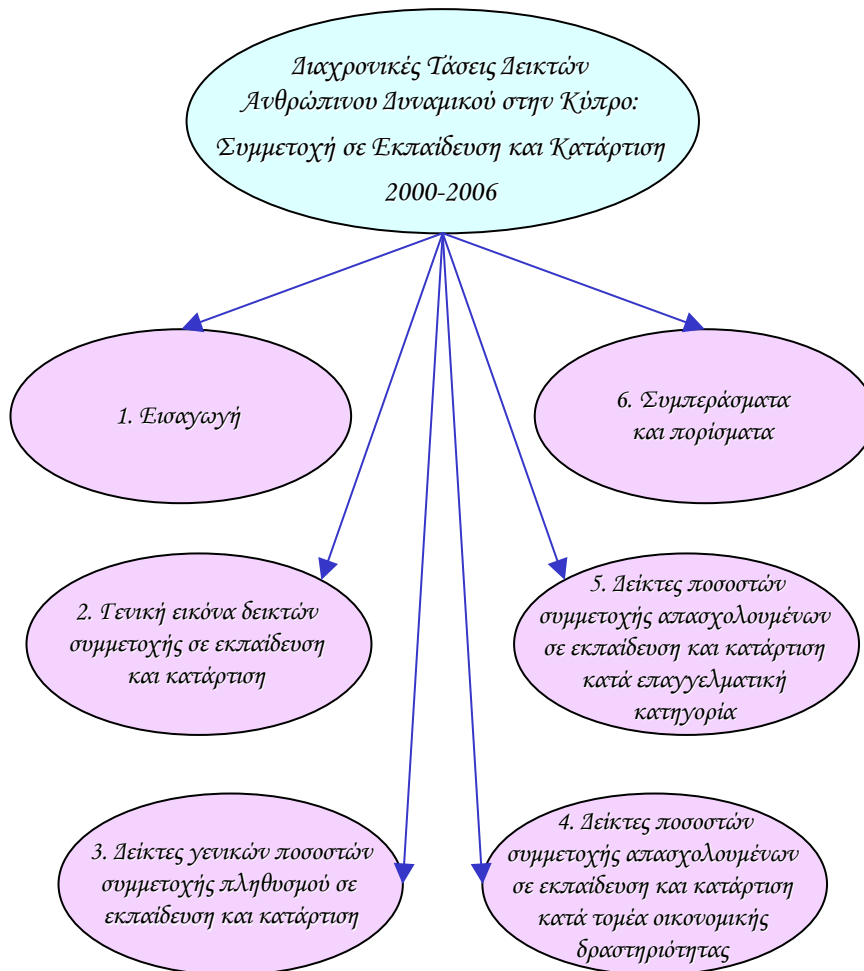 Διαχρονικές Τάσεις Δεικτών
Ανθρώπινου Δυναμικού στην Κύπρο:
Συμμετοχή σε Εκπαίδευση και Κατάρτιση
2000-2006
1. Εισαγωγή
2. Γενική εικόνα δεικτών
συμμετοχής σε εκπαίδευση
και κατάρτιση
3. Δείκτες γενικών ποσοστών
συμμετοχής πληθυσμού σε
εκπαίδευση και κατάρτιση
4. Δείκτες ποσοστών
συμμετοχής απασχολουμένων
σε εκπαίδευση και κατάρτιση
κατά τομέα οικονομικής
δραστηριότητας
5. Δείκτες ποσοστών
συμμετοχής απασχολουμένων
σε εκπαίδευση και κατάρτιση
κατά επαγγελματική
κατηγορία
6. Συμπεράσματα
και πορίσματα